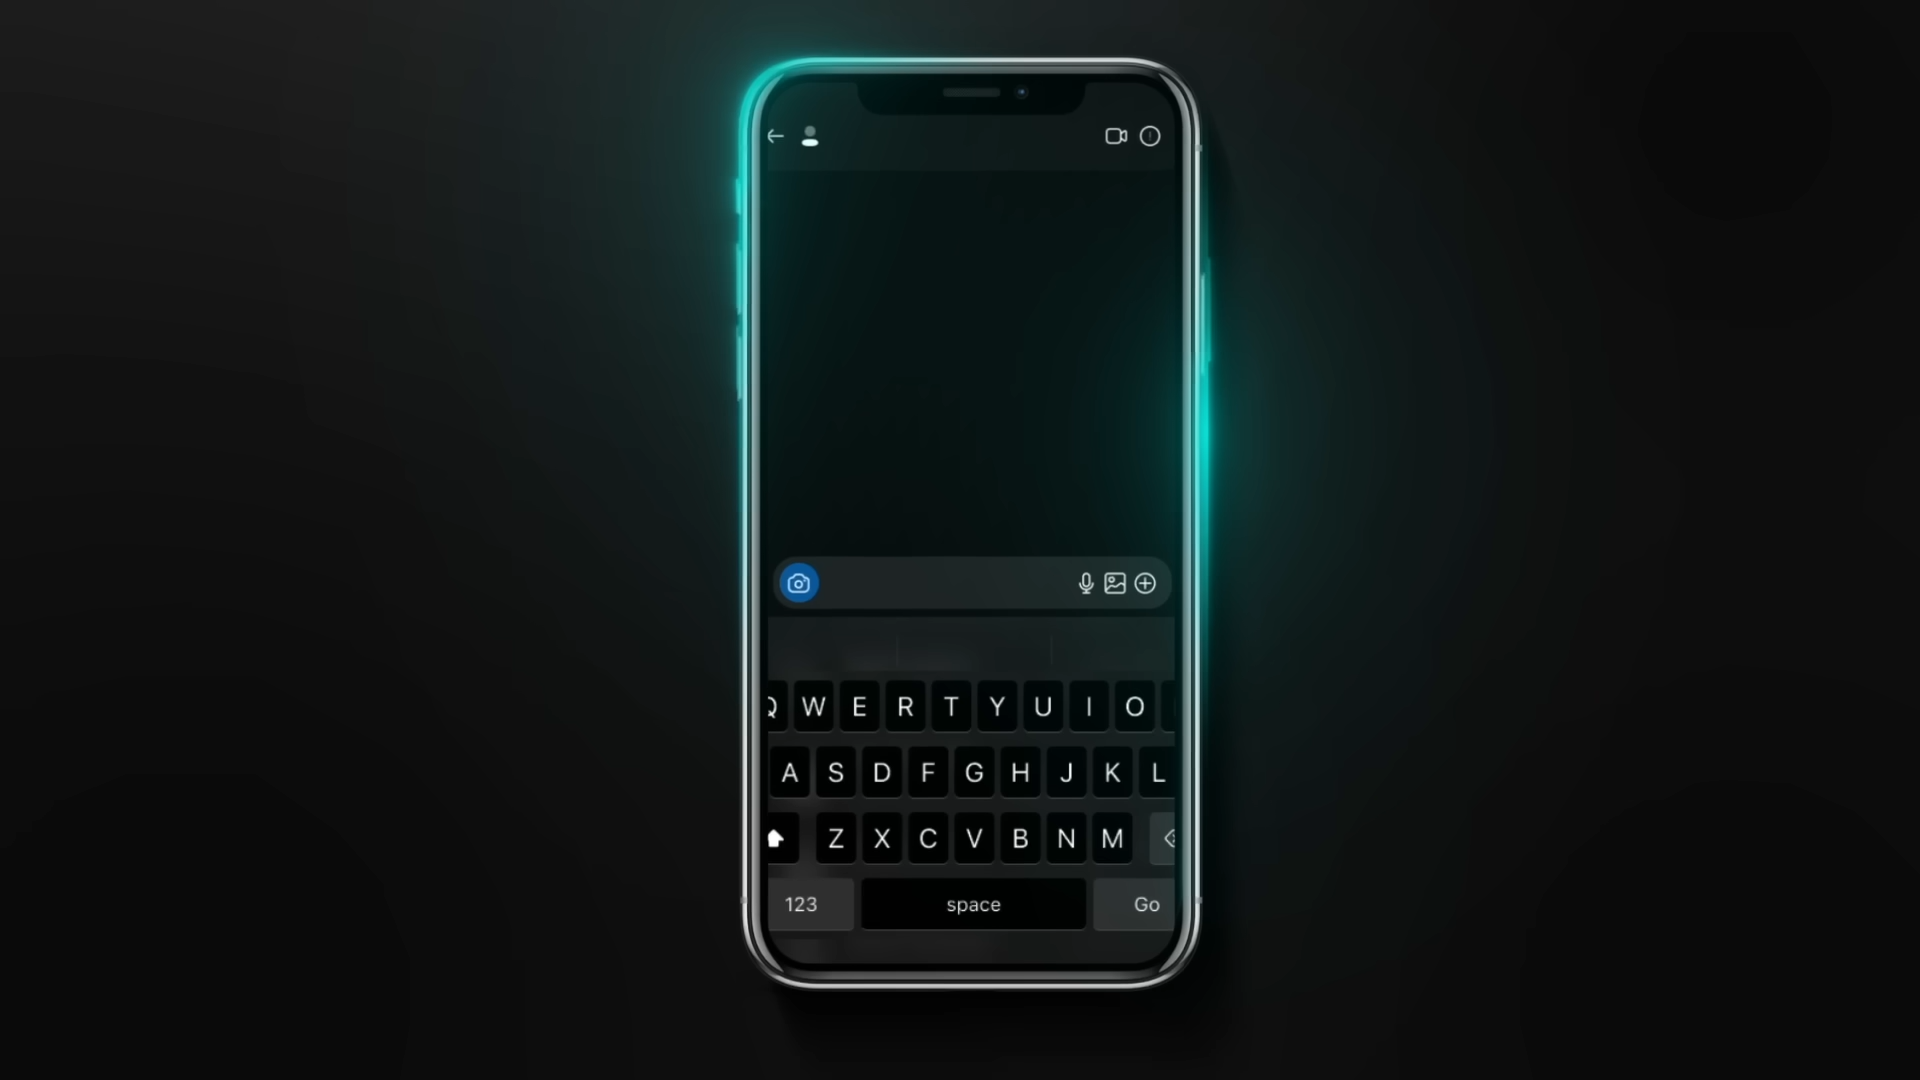 Q W E R T Y U I O
A S D F G H J K L
Z X C V B N M
123 space Go